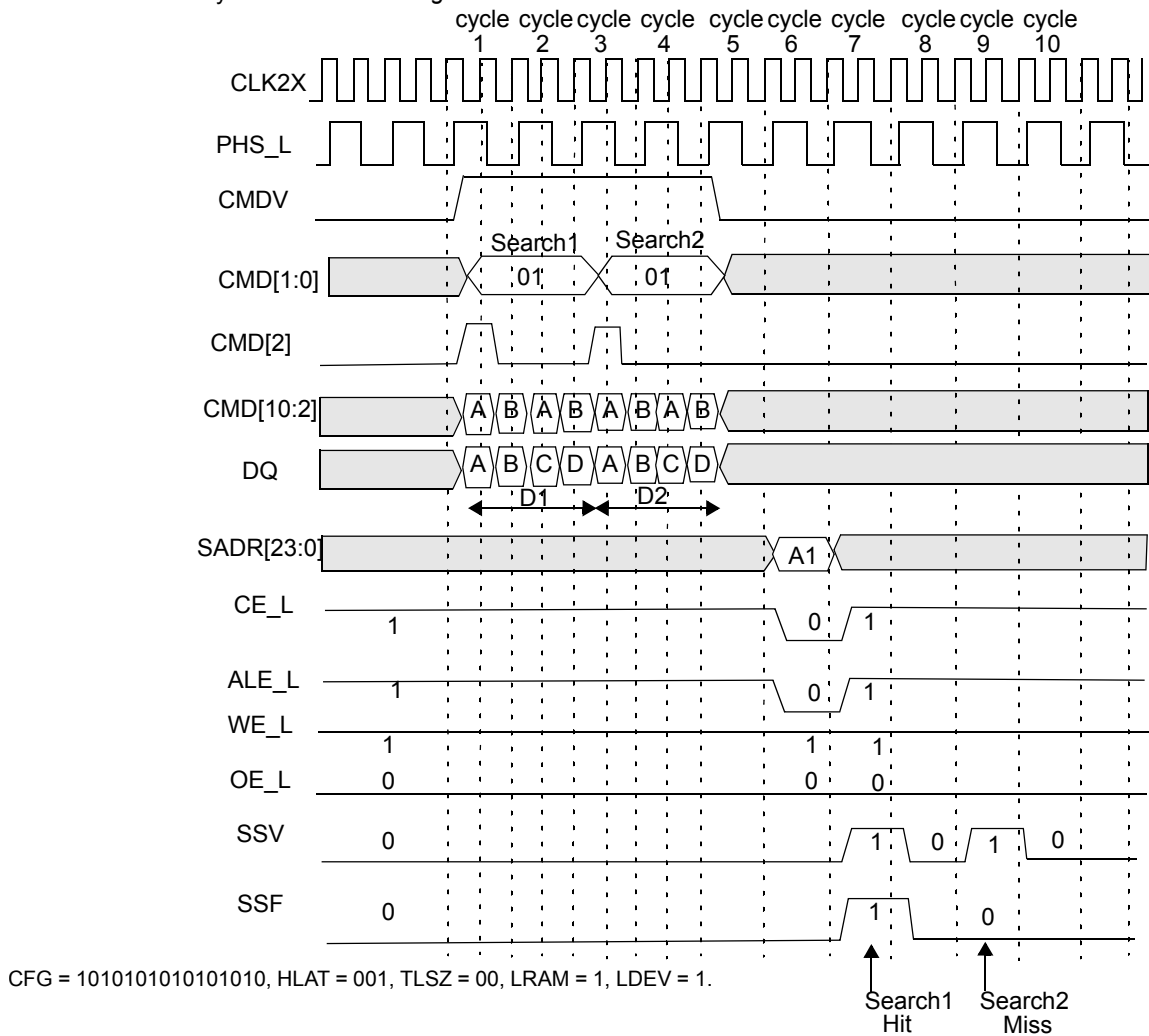 cycle cycle cycle cycle cycle cycle cycle cycle cycle cycle
1 2 3 4 5 6 7 8 9 10
CLK2X
PHS_L
CMDV
Search1 Search2
CMD[1:0] 01 01
CMD[2]
CMD[10:2] A B A B A B A B
DQ A B C D A B C D
D1 D2
SADR[23:0] A1
CE_L 1 0 1
ALE_L 1 0 1
WE_L 1 1 1
OE_L 0 0 0
SSV 0 1 0 1 0
SSF 0 1 0
CFG = 1010101010101010, HLAT = 001, TLSZ = 00, LRAM = 1, LDEV = 1.
Search1 Search2
Hit Miss